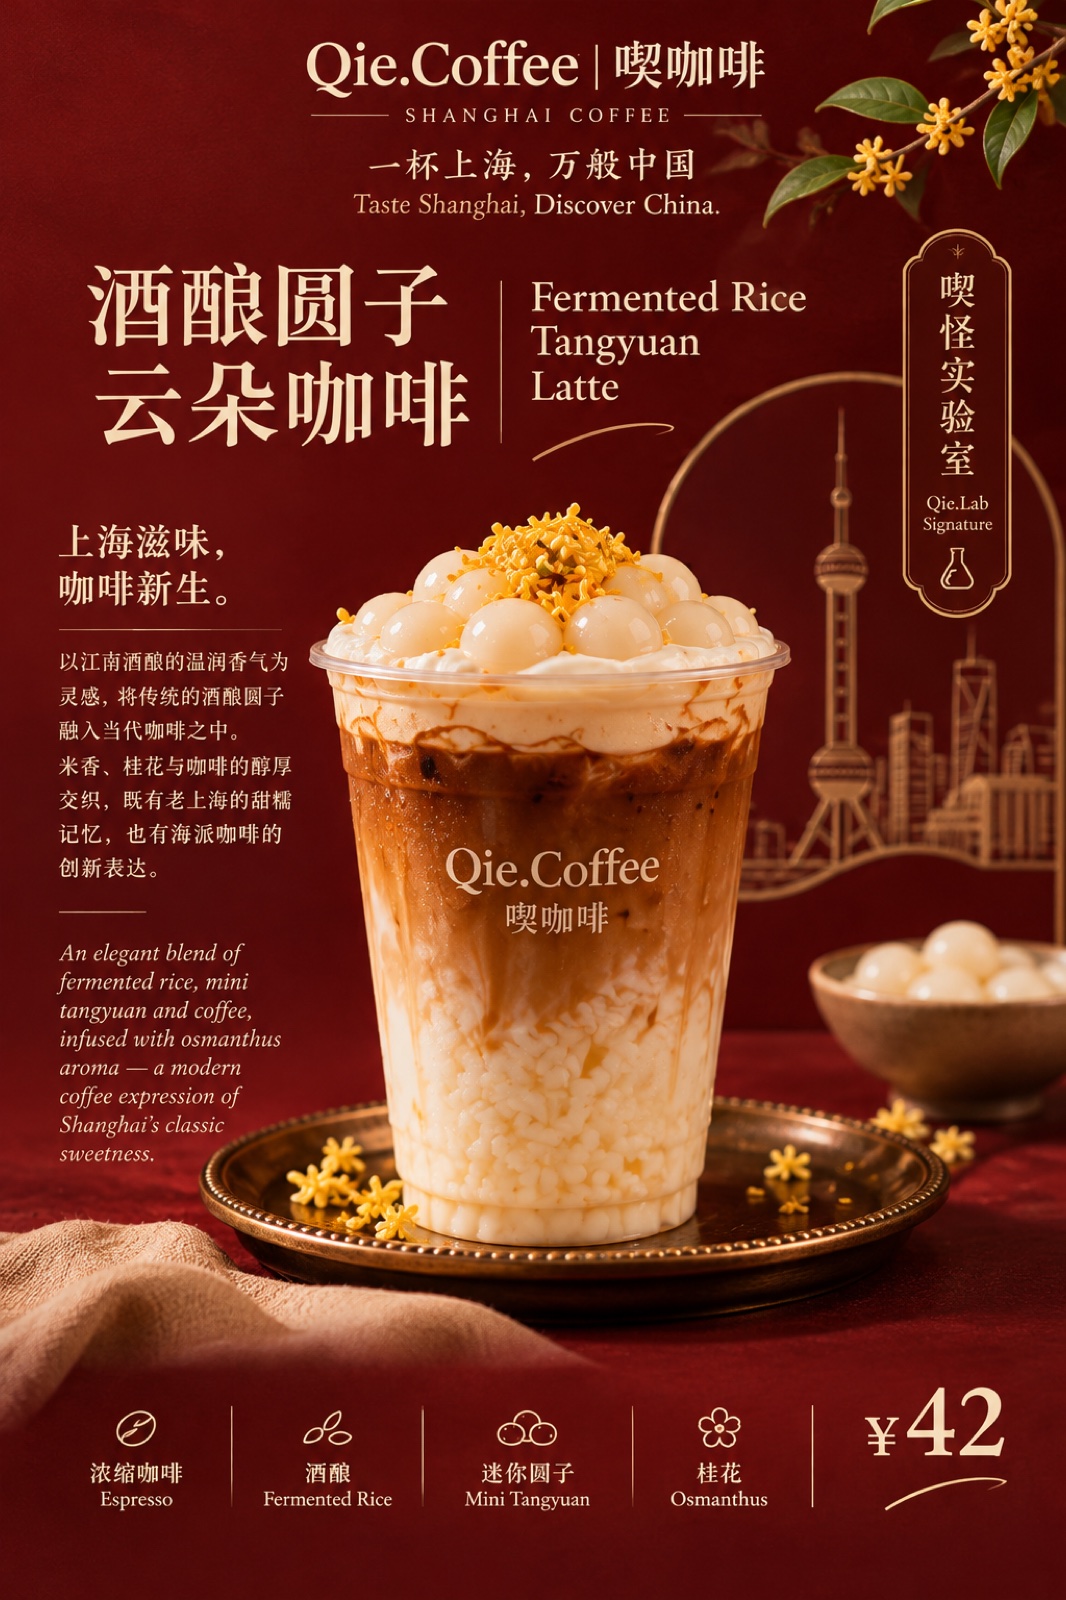 Qie.Coffee | 喫咖啡
SHANGHAI COFFEE
一杯上海，万般中国
Taste Shanghai, Discover China.
酒酿圆子
云朵咖啡
Fermented Rice
Tangyuan
Latte
喫怪实验室
Qie.Lab
Signature
上海滋味，
咖啡新生。
以江南酒酿的温润香气为
灵感，将传统的酒酿圆子
融入当代咖啡之中。
米香、桂花与咖啡的醇厚
交织，既有老上海的甜糯
记忆，也有海派咖啡的
创新表达。
An elegant blend of
fermented rice, mini
tangyuan and coffee,
infused with osmanthus
aroma — a modern
coffee expression of
Shanghai's classic
sweetness.
Qie.Coffee
喫咖啡
浓缩咖啡
Espresso
酒酿
Fermented Rice
迷你圆子
Mini Tangyuan
桂花
Osmanthus
¥42